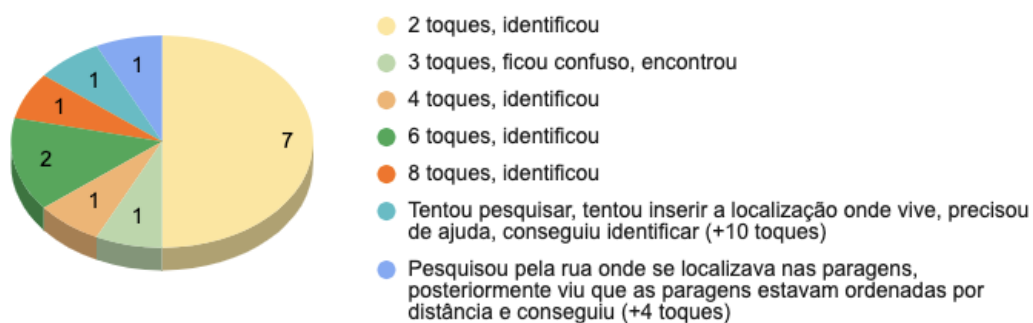 1
1
1
2
1
1
7
2 toques, identificou
3 toques, ficou confuso, encontrou
4 toques, identificou
6 toques, identificou
8 toques, identificou
Tentou pesquisar, tentou inserir a localização onde vive, precisou
de ajuda, conseguiu identificar (+10 toques)
Pesquisou pela rua onde se localizava nas paragens,
posteriormente viu que as paragens estavam ordenadas por
distância e conseguiu (+4 toques)